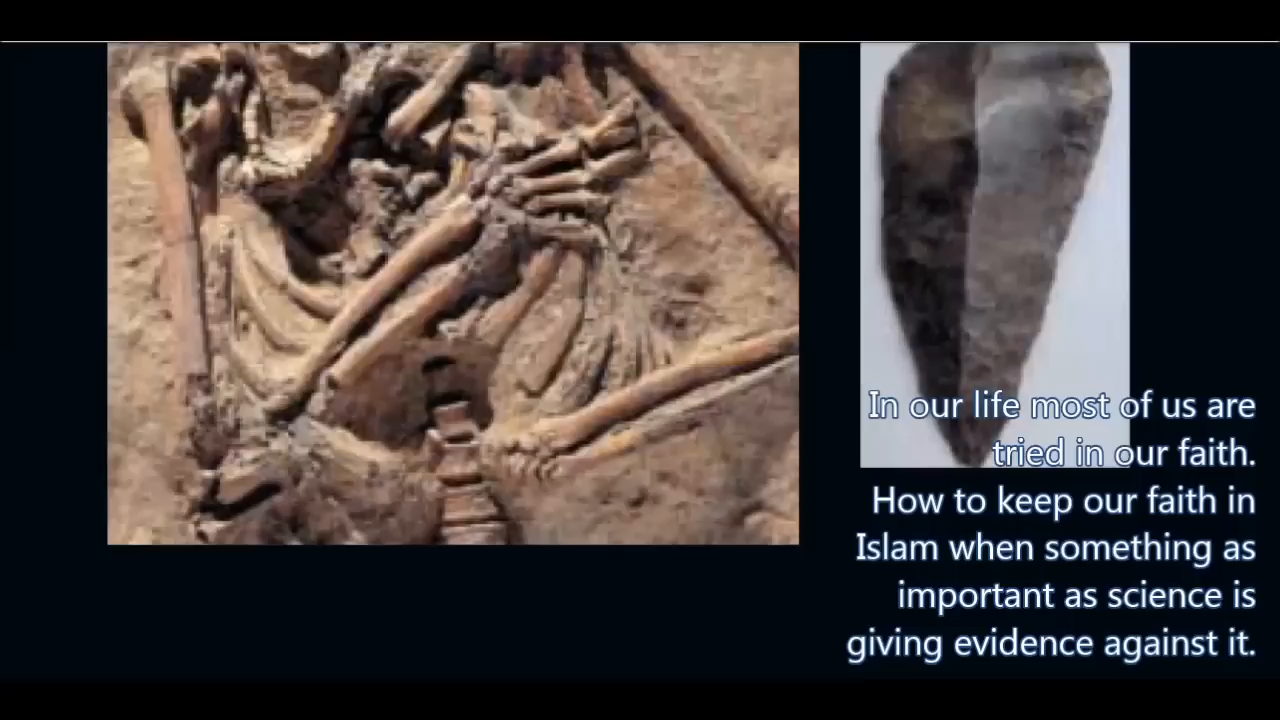 In our life most of us are
tried in our faith.
How to keep our faith in
Islam when something as
important as science is
giving evidence against it.